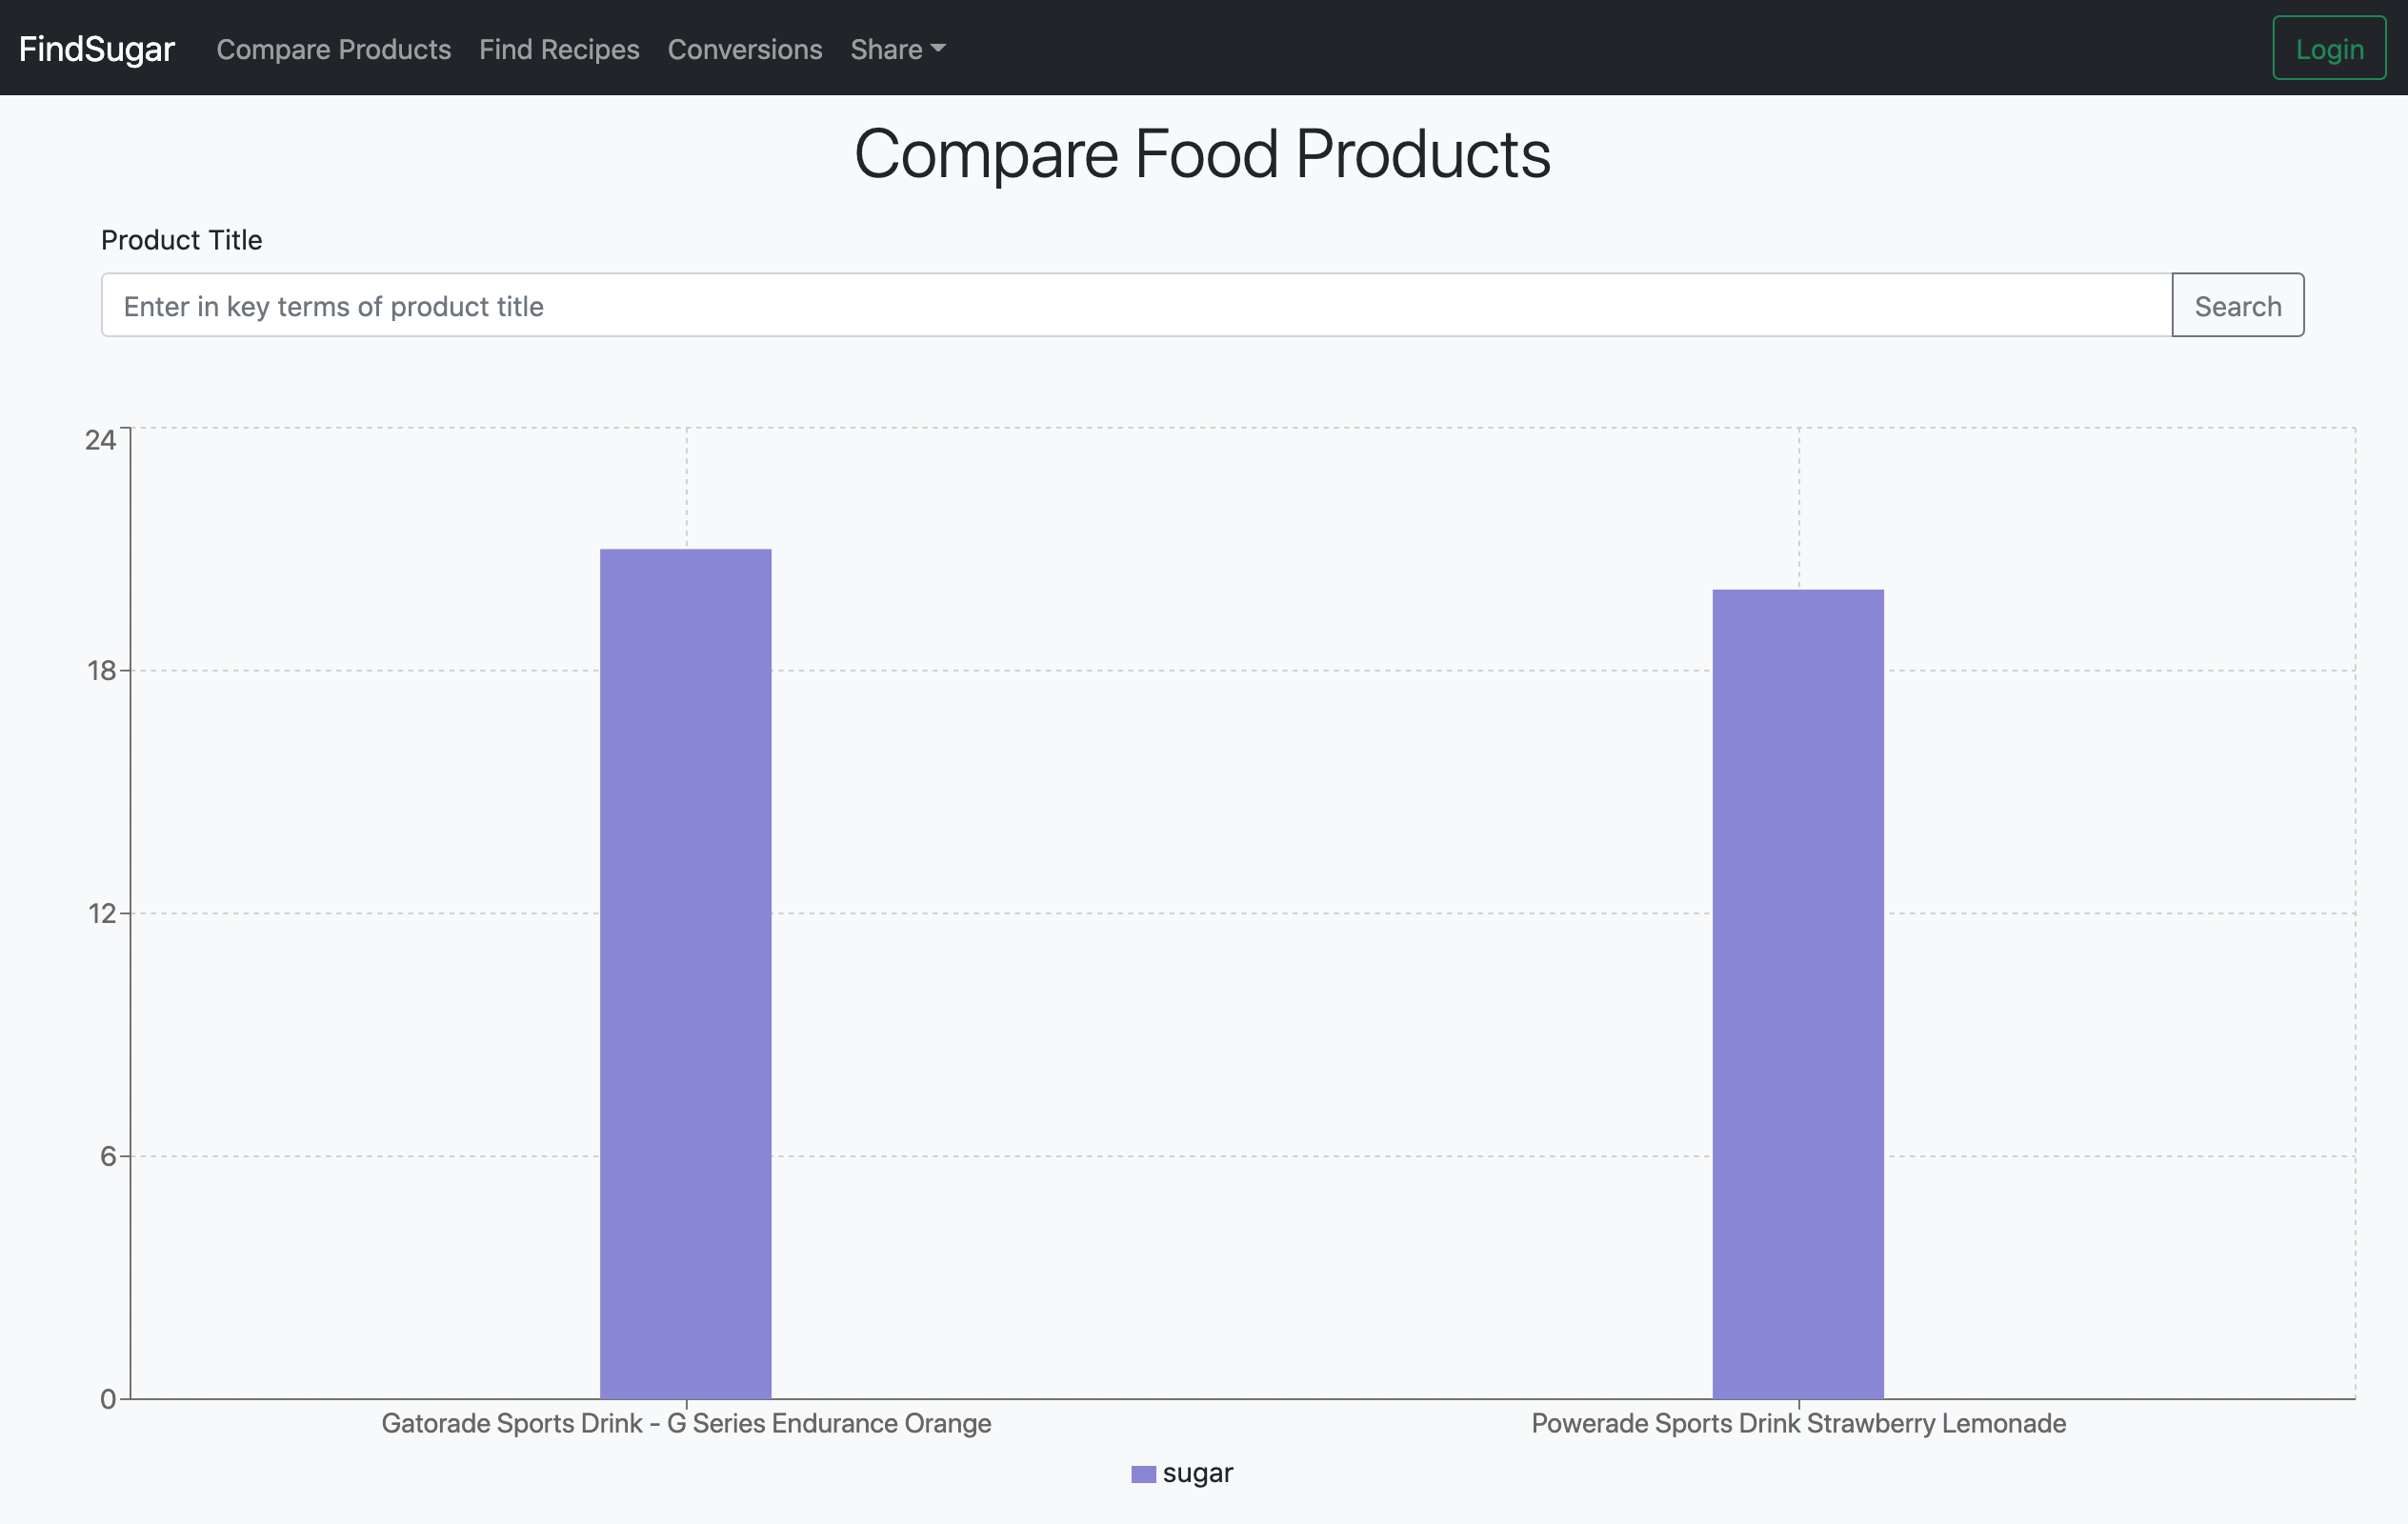 FindSugar Compare Products Find Recipes Conversions Share Login
Compare Food Products
Product Title
Enter in key terms of product title Search
24
18
12
6
0
Gatorade Sports Drink - G Series Endurance Orange Powerade Sports Drink Strawberry Lemonade
sugar